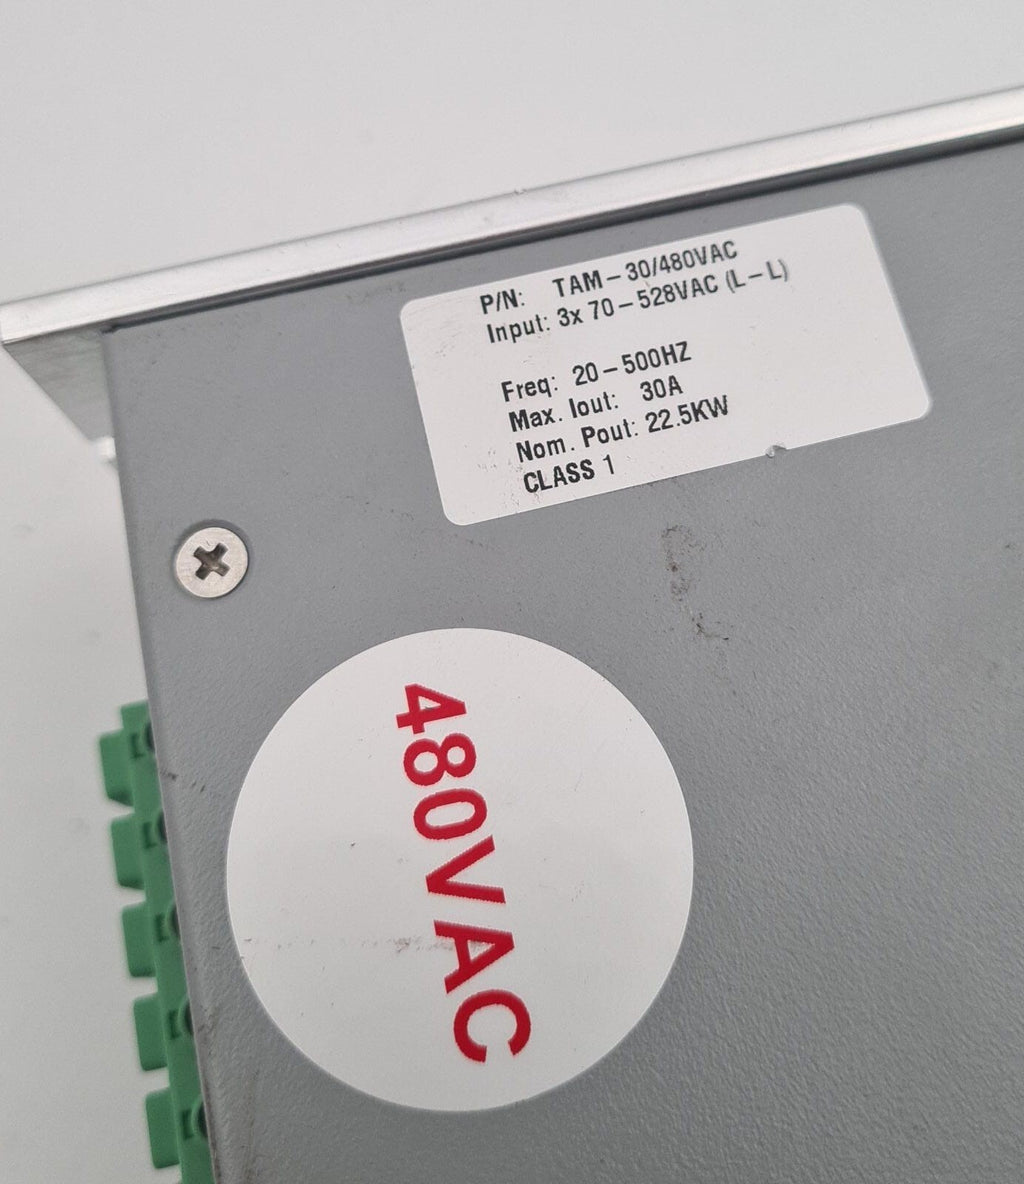 P/N: TAM-30/480VAC
Input: 3x 70-528VAC (L-L)
Freq: 20-500HZ
Max. Iout: 30A
Nom. Pout: 22.5KW
CLASS 1
480VAC